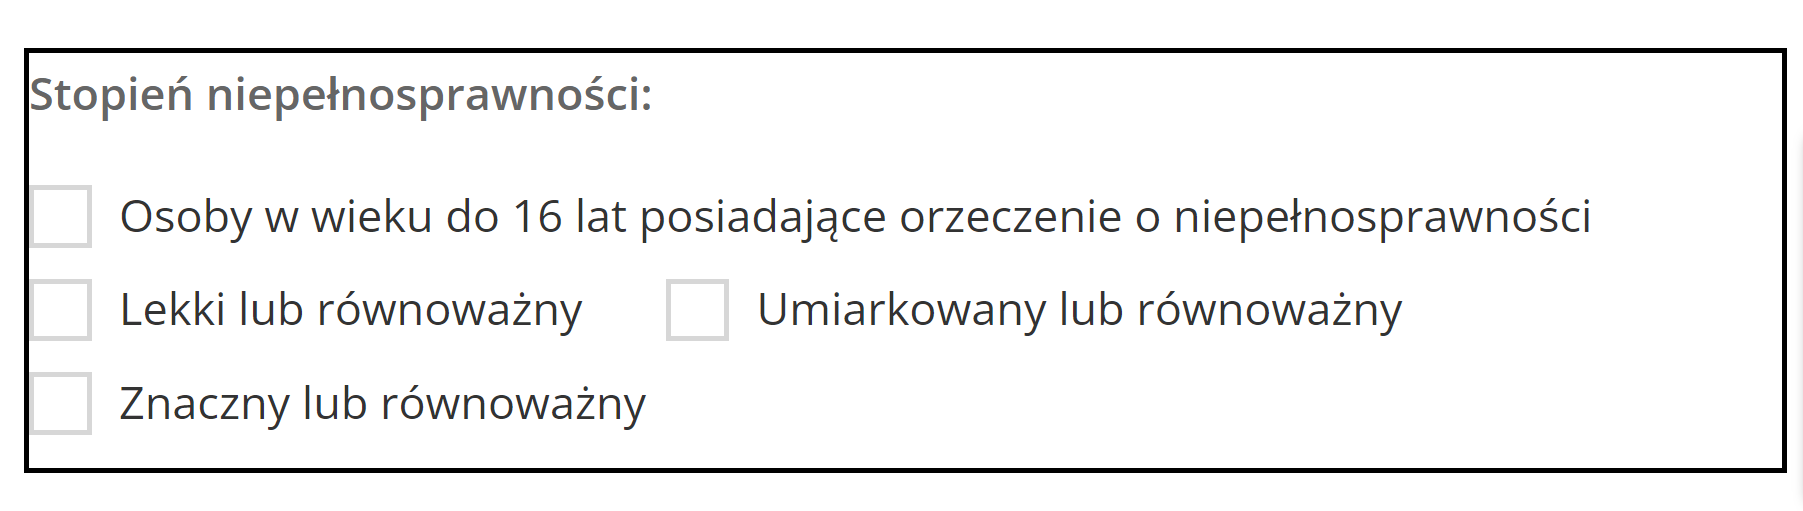 Stopień niepełnosprawności:
Osoby w wieku do 16 lat posiadające orzeczenie o niepełnosprawności
Lekki lub równoważny Umiarkowany lub równoważny
Znaczny lub równoważny